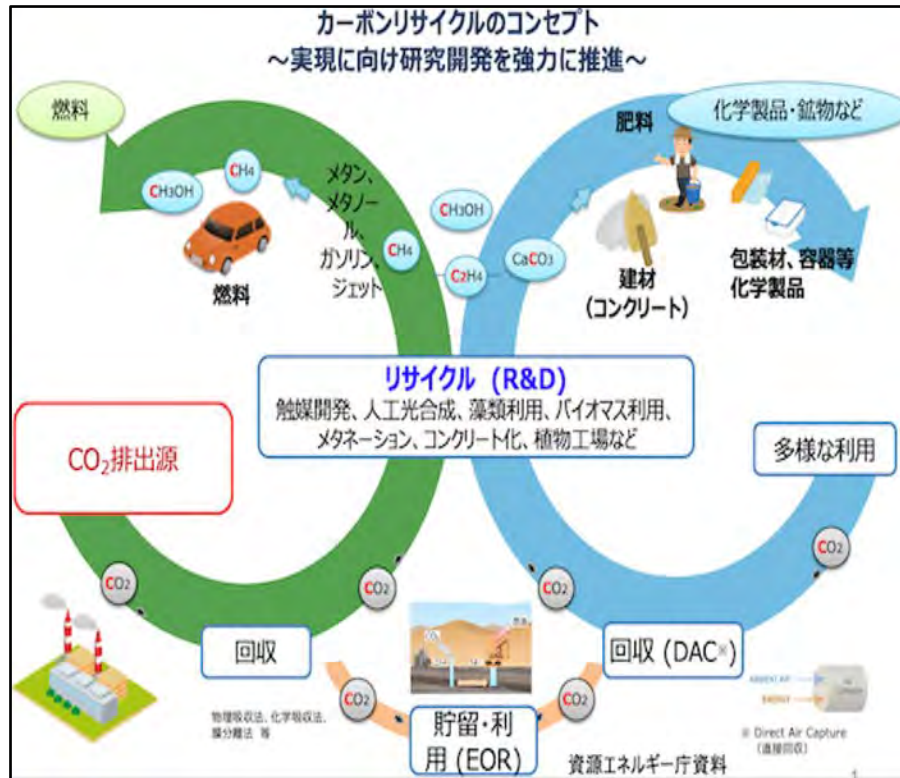 カーボンリサイクルのコンセプト
～実現に向け研究開発を強力に推進～
燃料
CH3OH
CH4
燃料
メタン、
メタノー
ル、
ガソリン、
ジェット
CH4
CH3OH
C2H4
CaCO3
肥料
化学製品・鉱物など
建材
(コンクリート)
包装材、容器等
化学製品
リサイクル (R&D)
触媒開発、人工光合成、藻類利用、バイオマス利用、
メタネーション、コンクリート化、植物工場など
CO₂排出源
多様な利用
CO2
CO2
CO2
CO2
回収
回収 (DAC※)
物理吸収法、化学吸収法、
膜分離法 等
CO2
CO2
貯留・利
用 (EOR)
AMBIENT AIR
ENERGY
※ Direct Air Capture
(直接回収)
資源エネルギー庁資料